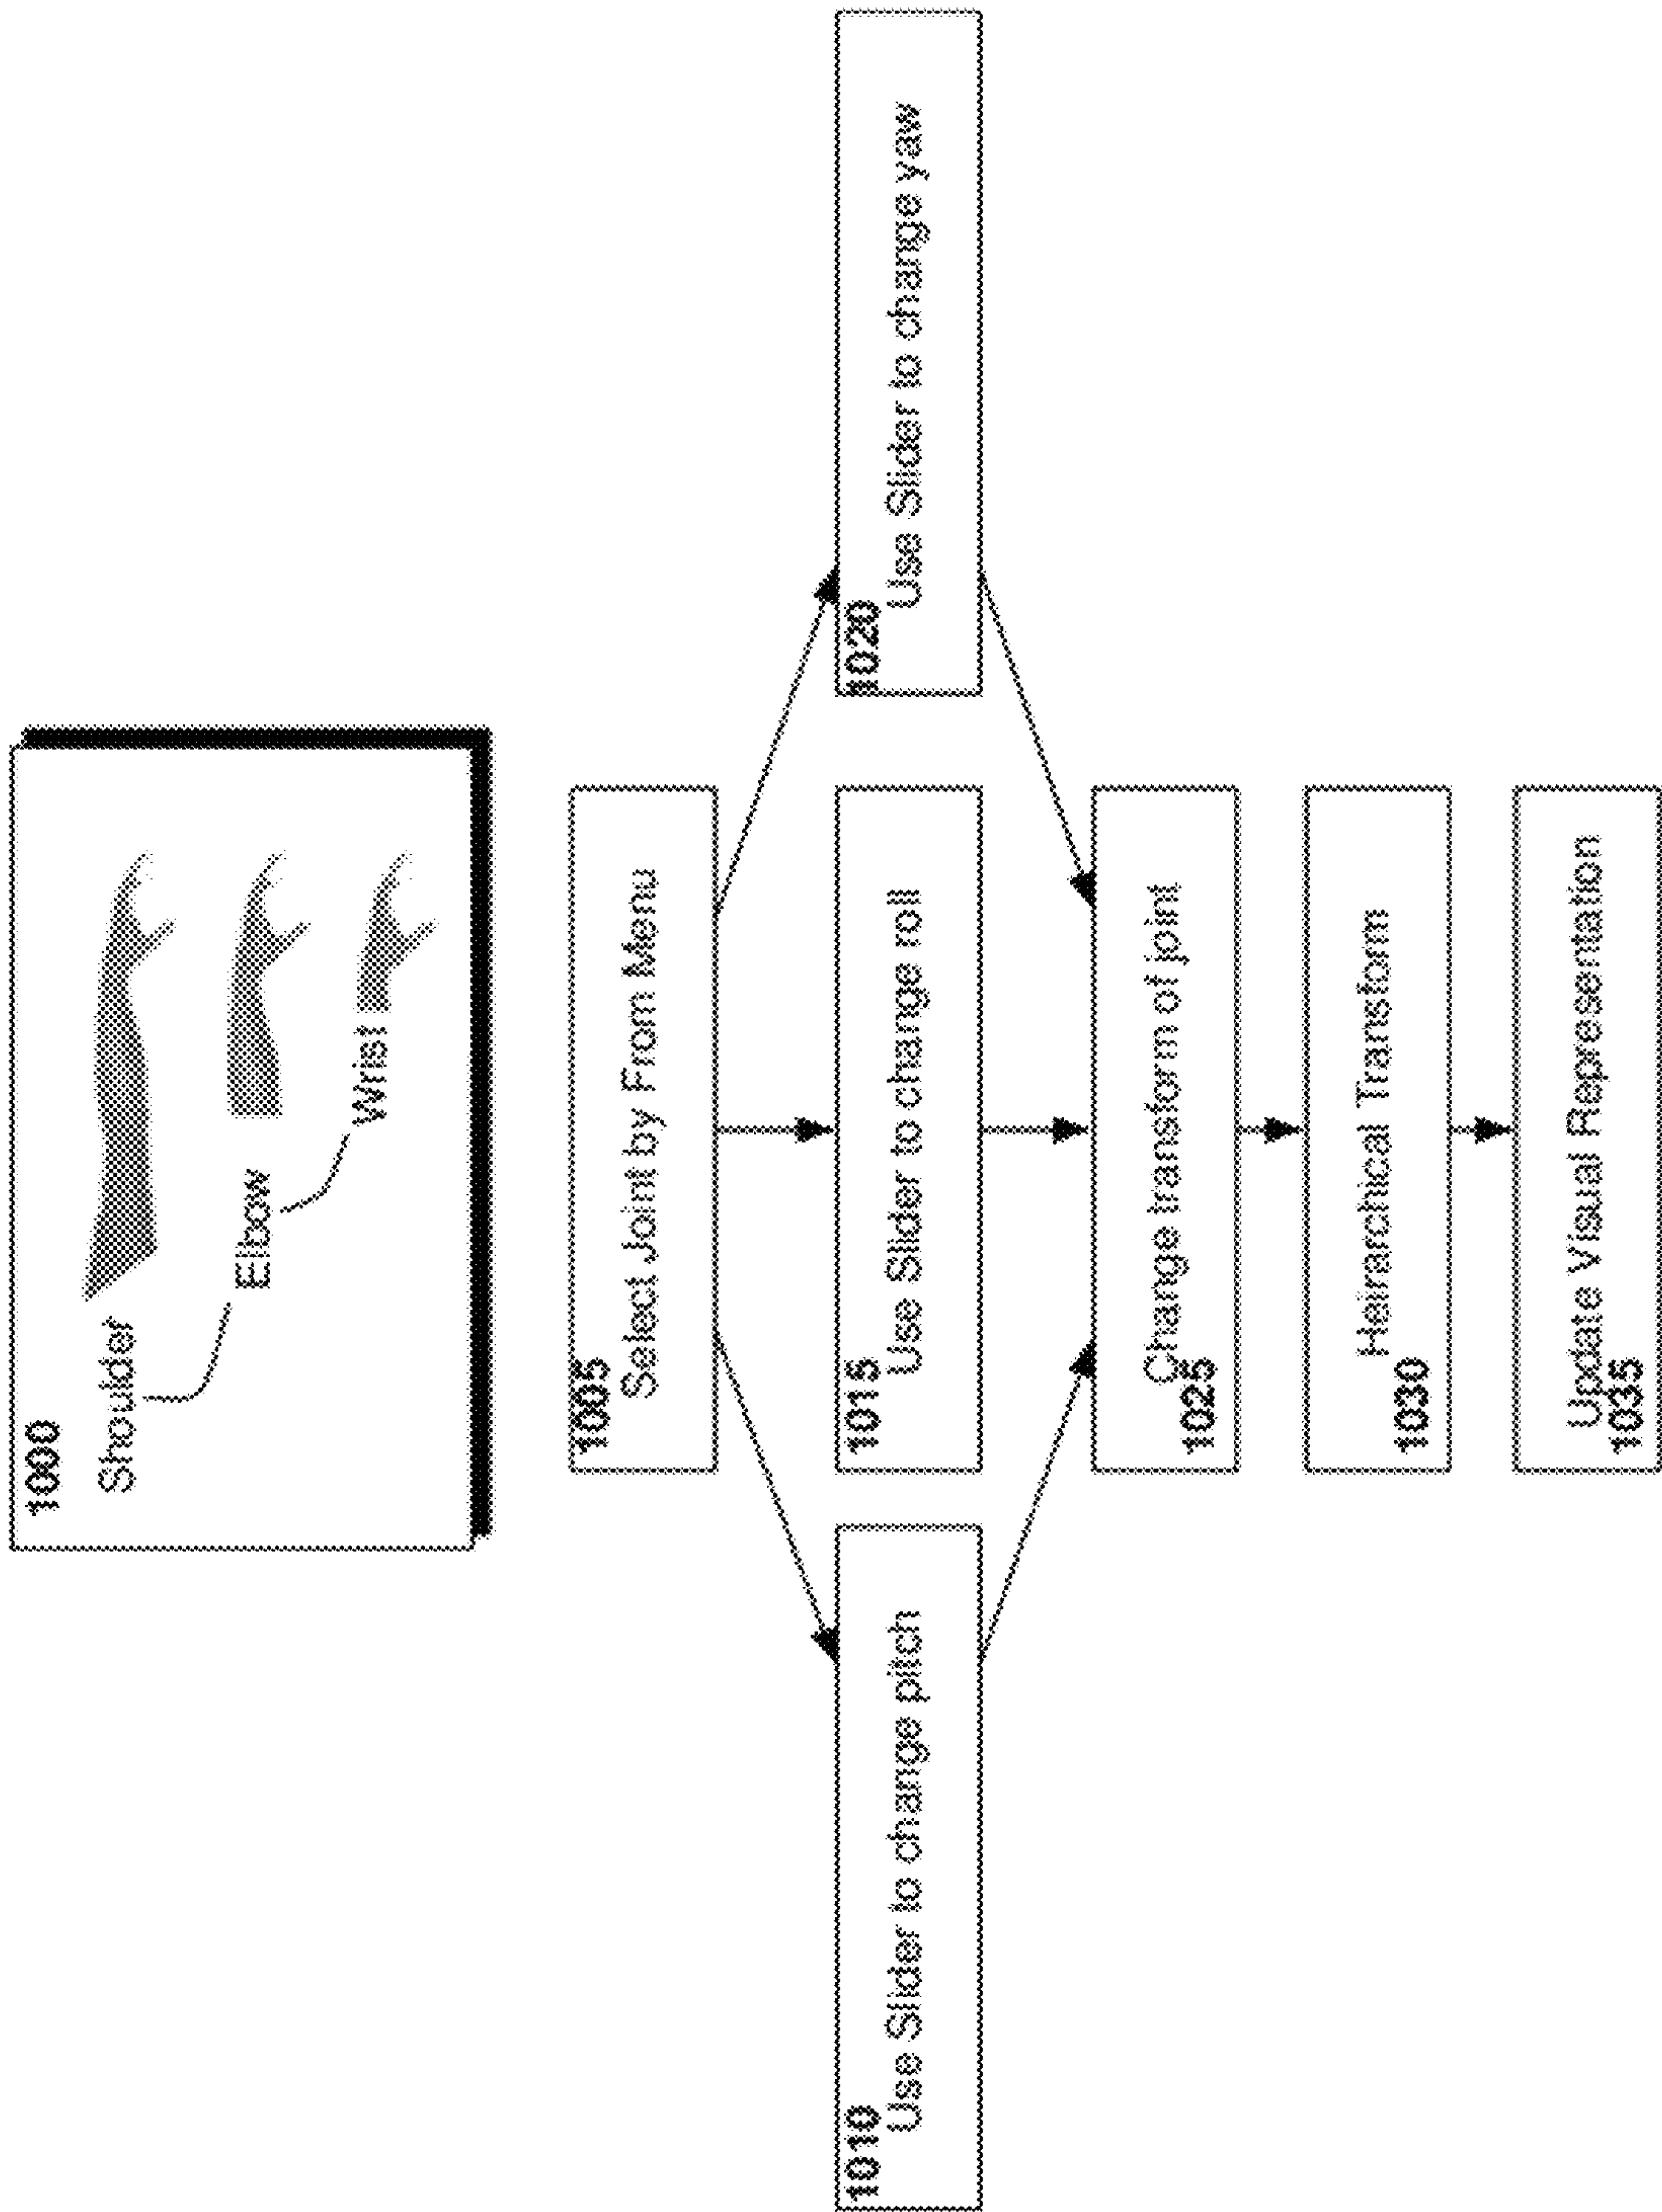 1000
Shoulder
Elbow
Wrist
1005
Select Joint by From Menu
1010
Use Slider to change pitch
1015
Use Slider to change roll
1020
Use Slider to change yaw
Change transform of joint
1025
Heirarchical Transform
1030
Update Visual Representation
1035